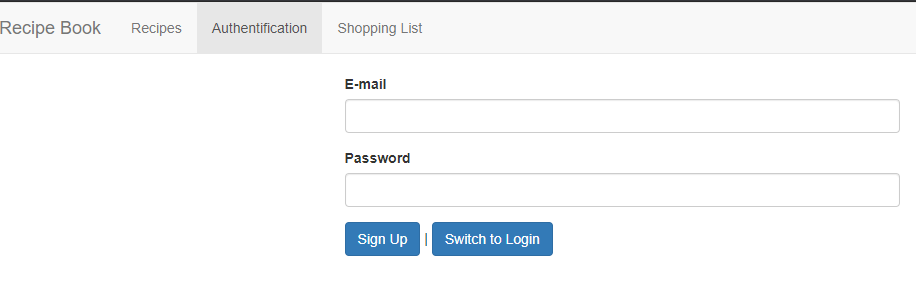 Recipe Book Recipes Authentification Shopping List
E-mail
Password
Sign Up | Switch to Login